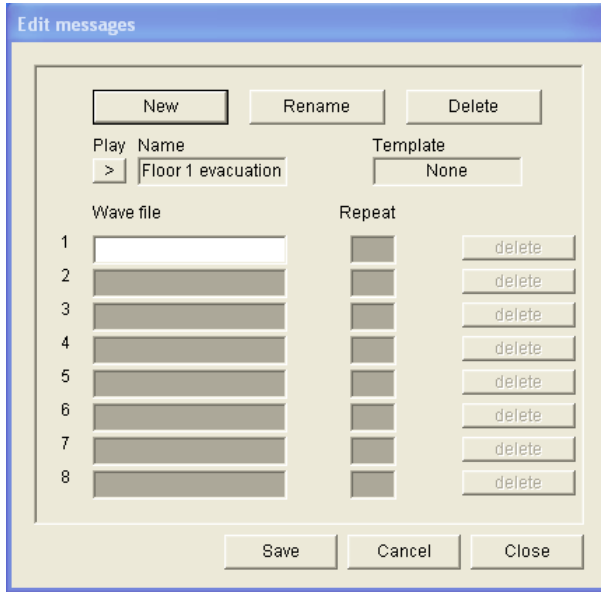 Edit messages
New Rename Delete
Play Name Template
> Floor 1 evacuation None
Wave file Repeat
1 delete
2 delete
3 delete
4 delete
5 delete
6 delete
7 delete
8 delete
Save Cancel Close